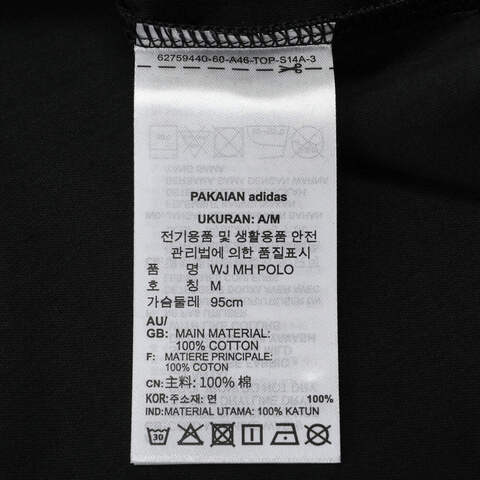 62759440-60-A46-TOP-S14A-3
PAKAIAN adidas
UKURAN: A/M
전기용품 및 생활용품 안전
관리법에 의한 품질표시
품 명 WJ MH POLO
호 칭 M
가슴둘레 95cm
AU/
GB: MAIN MATERIAL:
100% COTTON
F: MATIERE PRINCIPALE:
100% COTON
CN: 主料: 100% 棉
KOR: 주소재: 면 100%
IND:MATERIAL UTAMA: 100% KATUN
30